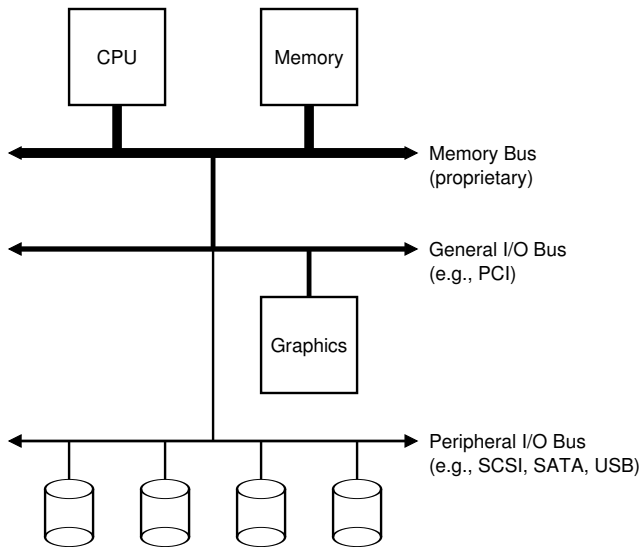 CPU
Memory
Memory Bus
(proprietary)
General I/O Bus
(e.g., PCI)
Graphics
Peripheral I/O Bus
(e.g., SCSI, SATA, USB)